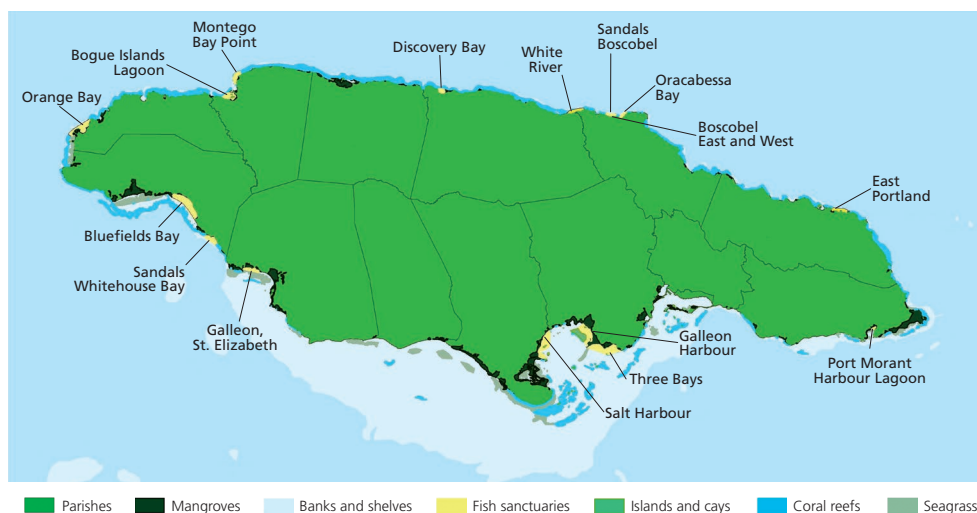 Montego
Bay Point
Bogue Islands
Lagoon
Orange Bay
Discovery Bay
White
River
Sandals
Boscobel
Oracabessa
Bay
Boscobel
East and West
East
Portland
Bluefields Bay
Sandals
Whitehouse Bay
Galleon,
St. Elizabeth
Galleon
Harbour
Three Bays
Salt Harbour
Port Morant
Harbour Lagoon
Parishes
Mangroves
Banks and shelves
Fish sanctuaries
Islands and cays
Coral reefs
Seagrass